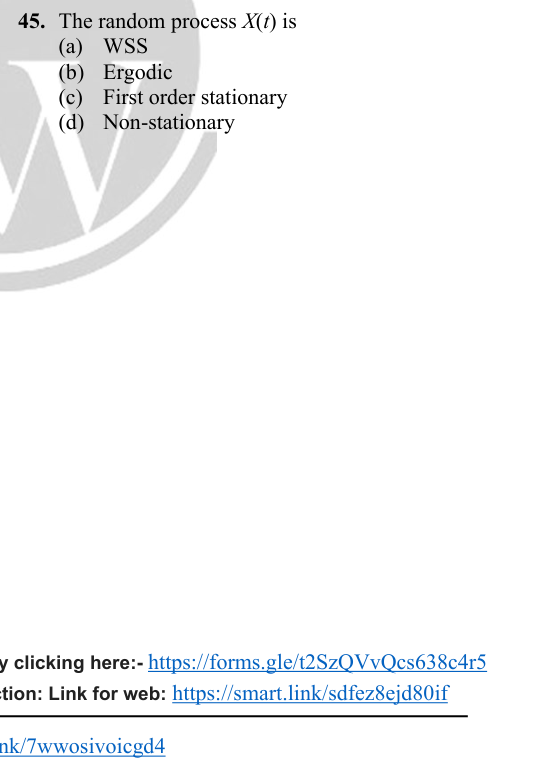 45. The random process X(t) is
(a) WSS
(b) Ergodic
(c) First order stationary
(d) Non-stationary
y clicking here:- https://forms.gle/t2SzQVvQcs638c4r5
ction: Link for web: https://smart.link/sdfez8ejd80if
nk/7wwosivoicgd4